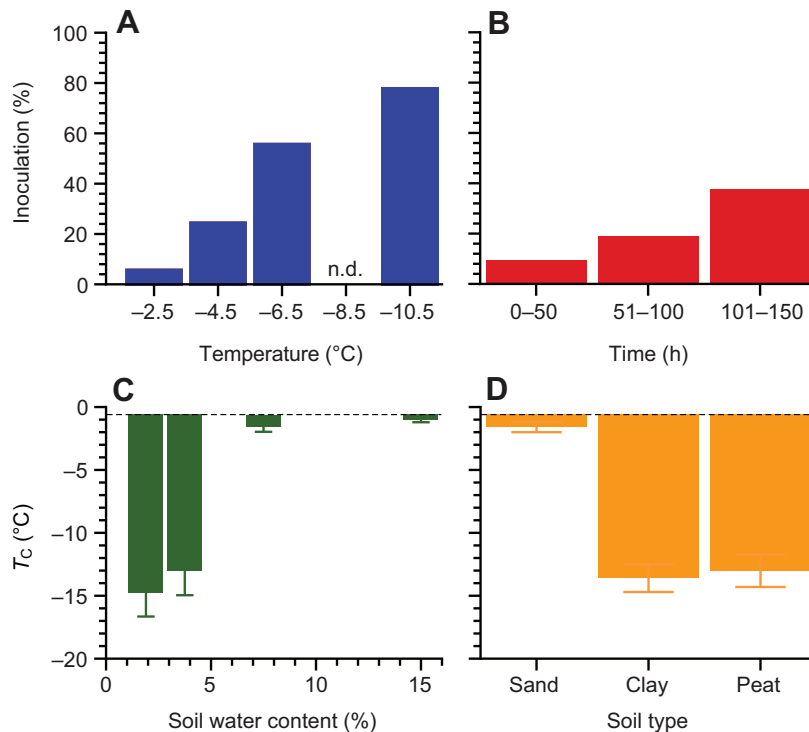 A
B
Inoculation (%)
100
80
60
40
20
0
n.d.
–2.5 –4.5 –6.5 –8.5 –10.5
0–50 51–100 101–150
Temperature (°C)
Time (h)
C
D
T_C (°C)
0
–5
–10
–15
–20
0 5 10 15
Sand Clay Peat
Soil water content (%)
Soil type